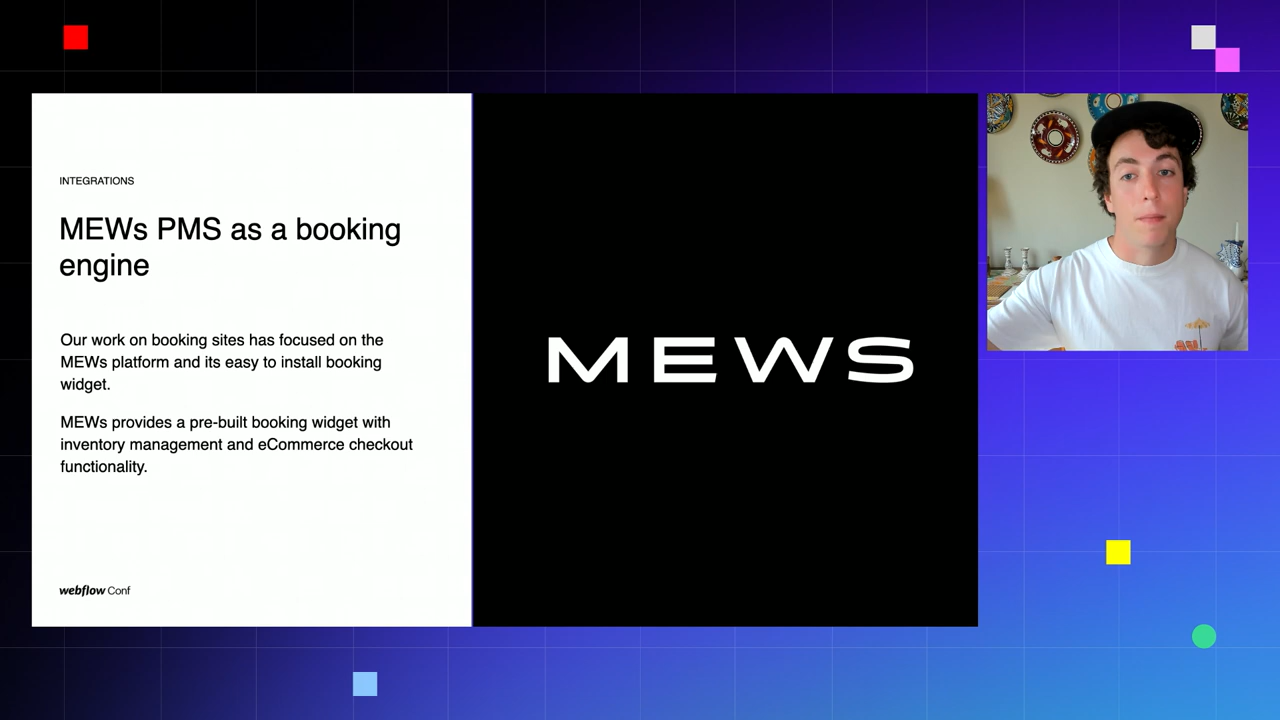 INTEGRATIONS
MEWs PMS as a booking
engine
Our work on booking sites has focused on the
MEWs platform and its easy to install booking
widget.
MEWs provides a pre-built booking widget with
inventory management and eCommerce checkout
functionality.
webflow Conf
MEWS